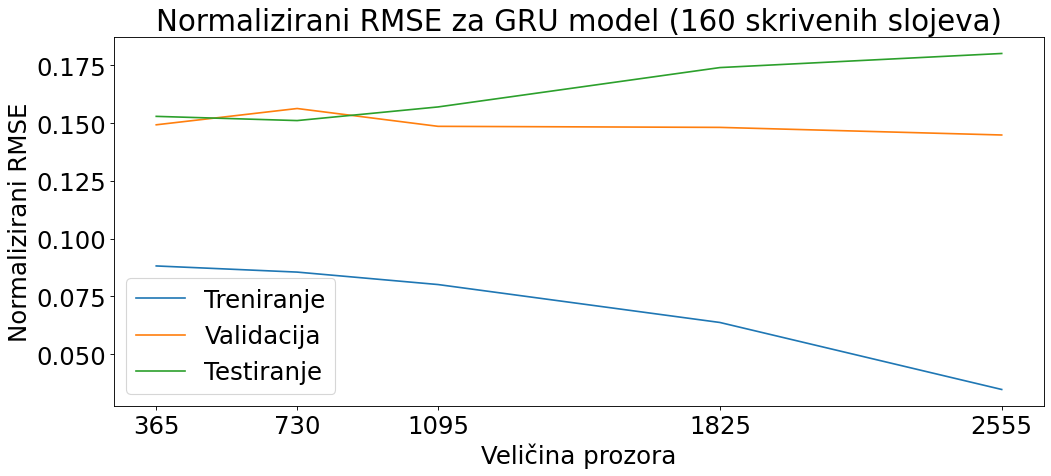 Normalizirani RMSE za GRU model (160 skrivenih slojeva)
Normalizirani RMSE
0.175
0.150
0.125
0.100
0.075
0.050
Treniranje
Validacija
Testiranje
365
730
1095
1825
2555
Veličina prozora